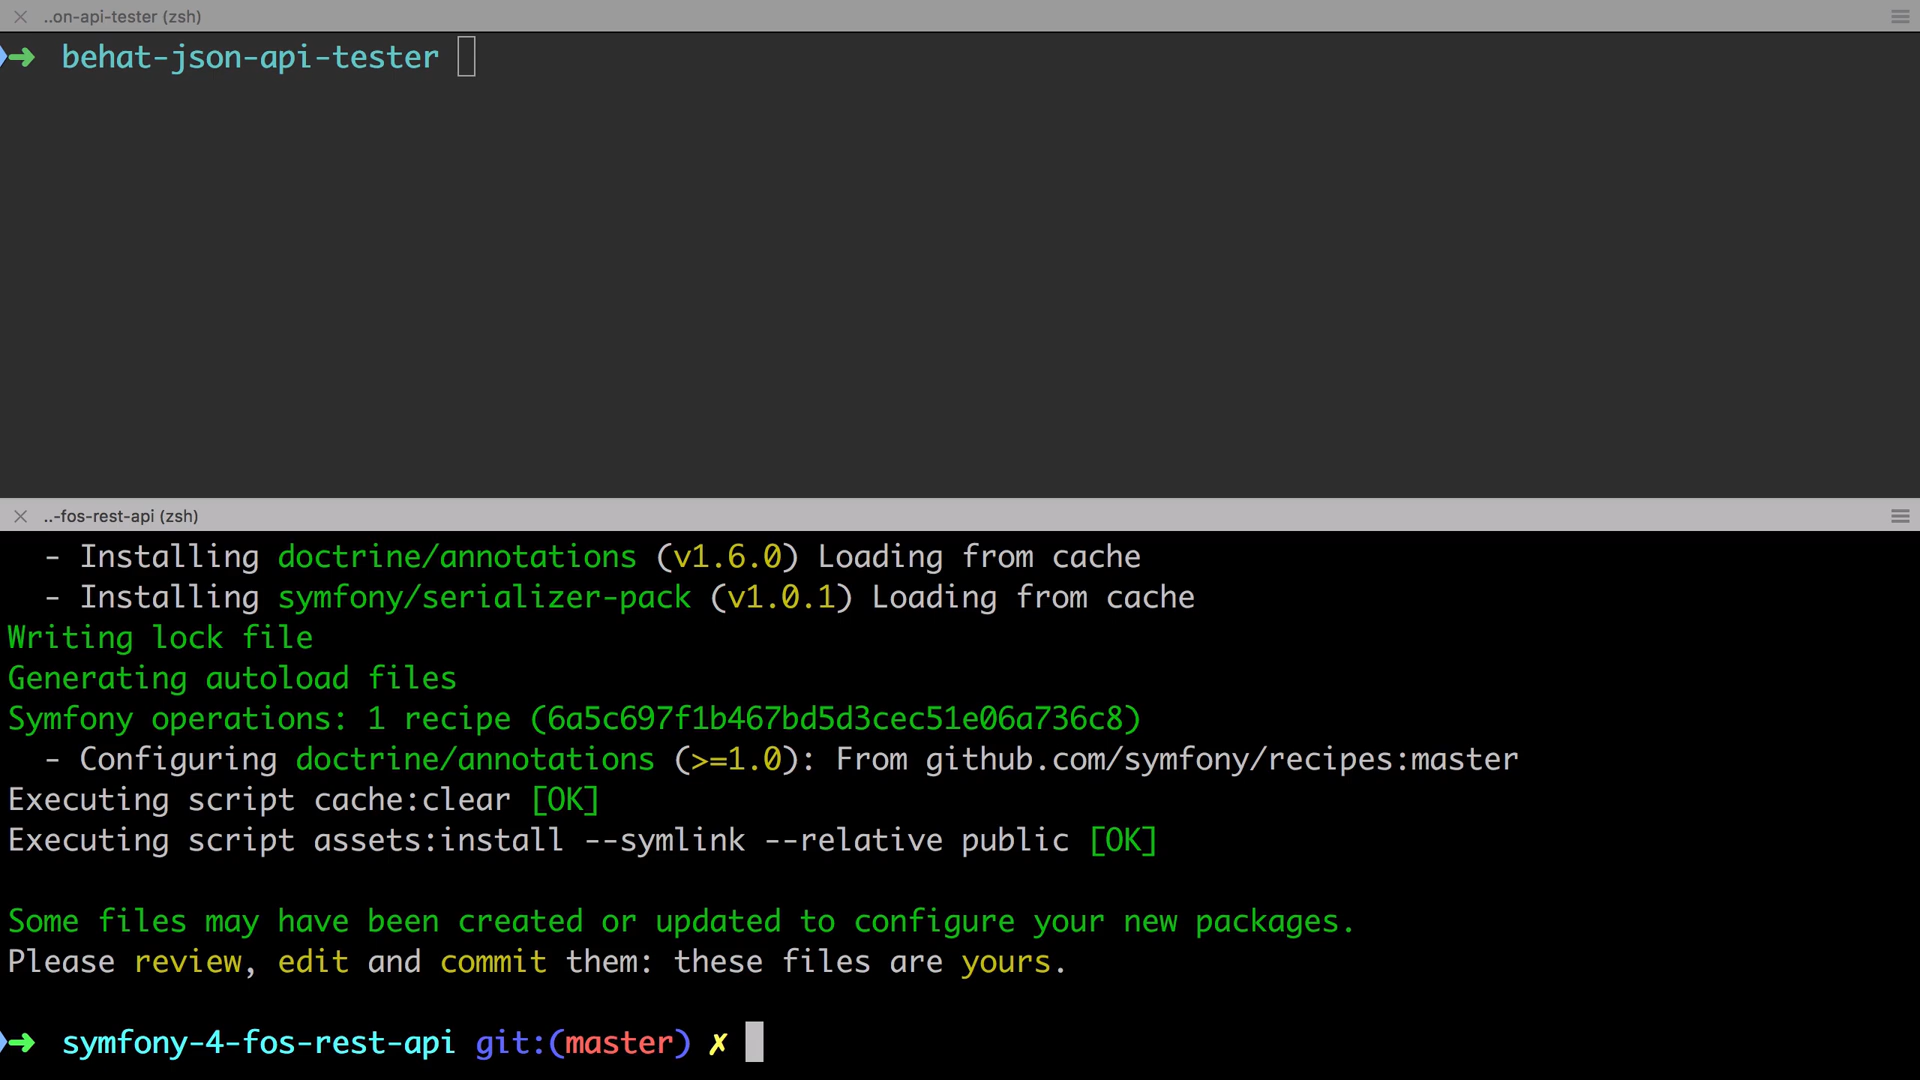 ..on-api-tester (zsh)
➜ behat-json-api-tester
..-fos-rest-api (zsh)
- Installing doctrine/annotations (v1.6.0) Loading from cache
- Installing symfony/serializer-pack (v1.0.1) Loading from cache
Writing lock file
Generating autoload files
Symfony operations: 1 recipe (6a5c697f1b467bd5d3cec51e06a736c8)
- Configuring doctrine/annotations (>=1.0): From github.com/symfony/recipes:master
Executing script cache:clear [OK]
Executing script assets:install --symlink --relative public [OK]
Some files may have been created or updated to configure your new packages.
Please review, edit and commit them: these files are yours.
➜ symfony-4-fos-rest-api git:(master) ✗